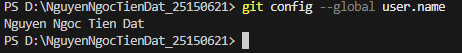 PS D:\NguyenNgocTienDat_25150621> git config --global user.name
Nguyen Ngoc Tien Dat
PS D:\NguyenNgocTienDat_25150621>